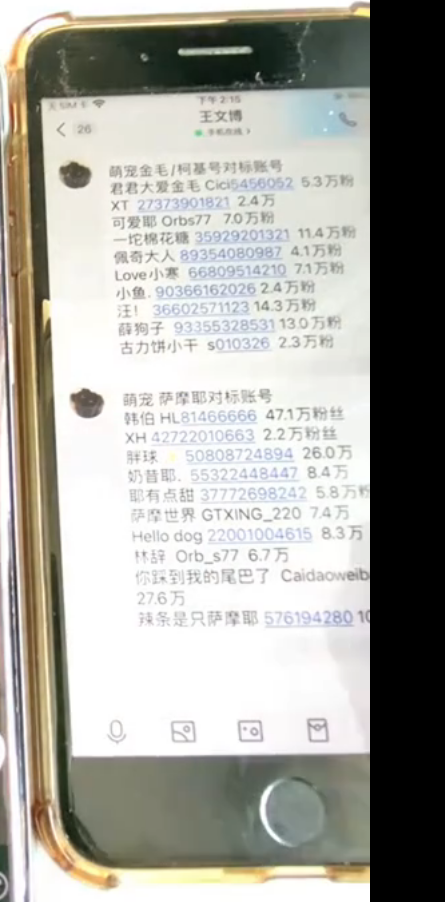 无SIM卡
下午2:15
26
王文博
手机在线 >
萌宠金毛/柯基号对标账号
君君大爱金毛 Cici5456052 5.3万粉
XT 27373901821 2.4万
可爱耶 Orbs77 7.0万粉
一坨棉花糖 35929201321 11.4万粉
佩奇大人 89354080987 4.1万粉
Love小寒 66809514210 7.1万粉
小鱼. 90366162026 2.4万粉
汪！ 36602571123 14.3万粉
薛狗子 93355328531 13.0万粉
古力饼小干 s010326 2.3万粉
萌宠 萨摩耶对标账号
韩伯 HL81466666 47.1万粉丝
XH 42722010663 2.2万粉丝
胖球 50808724894 26.0万
奶昔耶. 55322448447 8.4万
耶有点甜 37772698242 5.8万粉
萨摩世界 GTXING_220 7.4万
Hello dog 22001004615 8.3万
林辞 Orb_s77 6.7万
你踩到我的尾巴了 Caidaoweib
27.6万
辣条是只萨摩耶 576194280 10